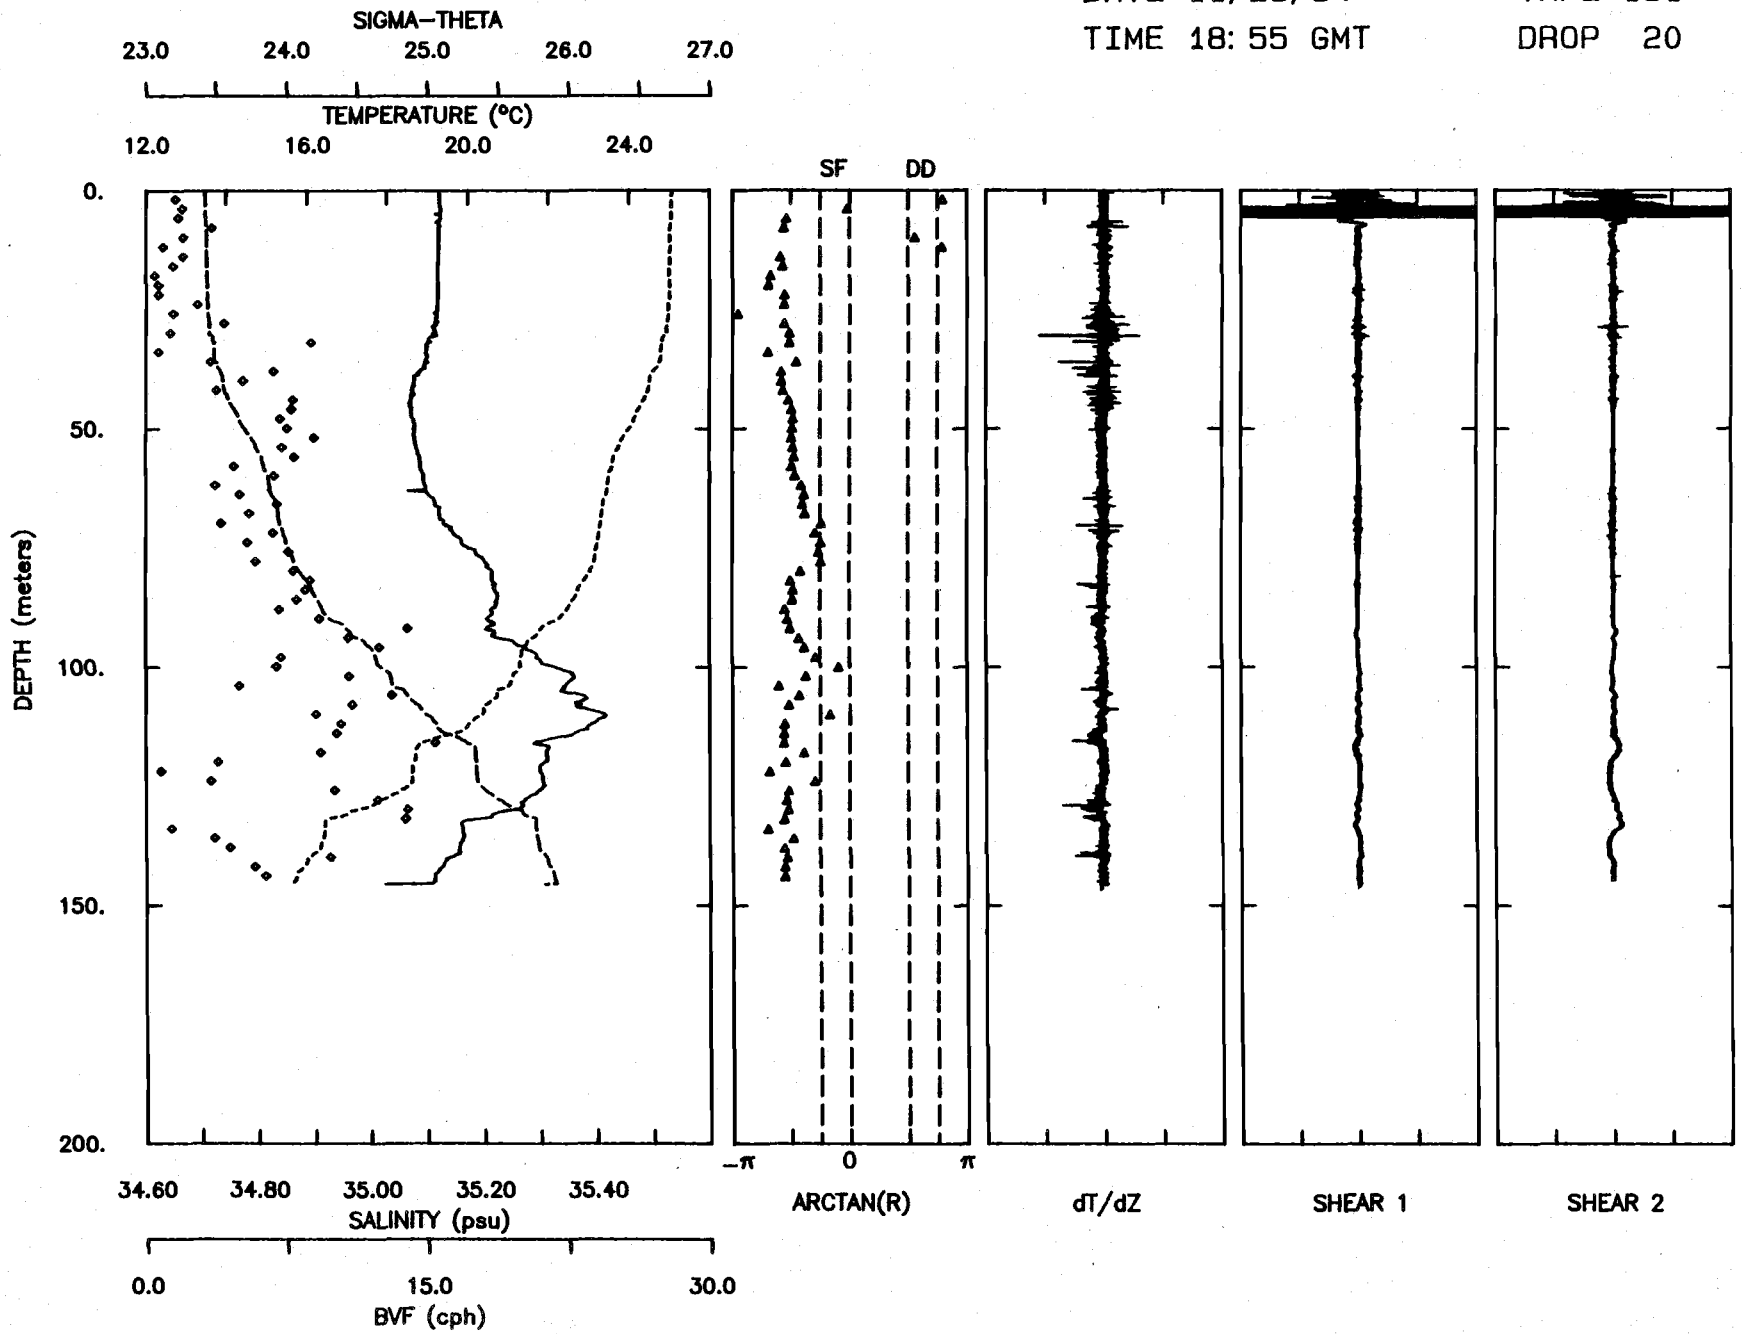 TIME 18:55 GMT
DROP 20
SIGMA-THETA
23.0 24.0 25.0 26.0 27.0
TEMPERATURE (°C)
12.0 16.0 20.0 24.0
SF DD
0.
50.
100.
150.
200.
DEPTH (meters)
-π 0 π
34.60 34.80 35.00 35.20 35.40
SALINITY (psu)
ARCTAN(R)
dT/dZ
SHEAR 1
SHEAR 2
0.0 15.0 30.0
BVF (cph)